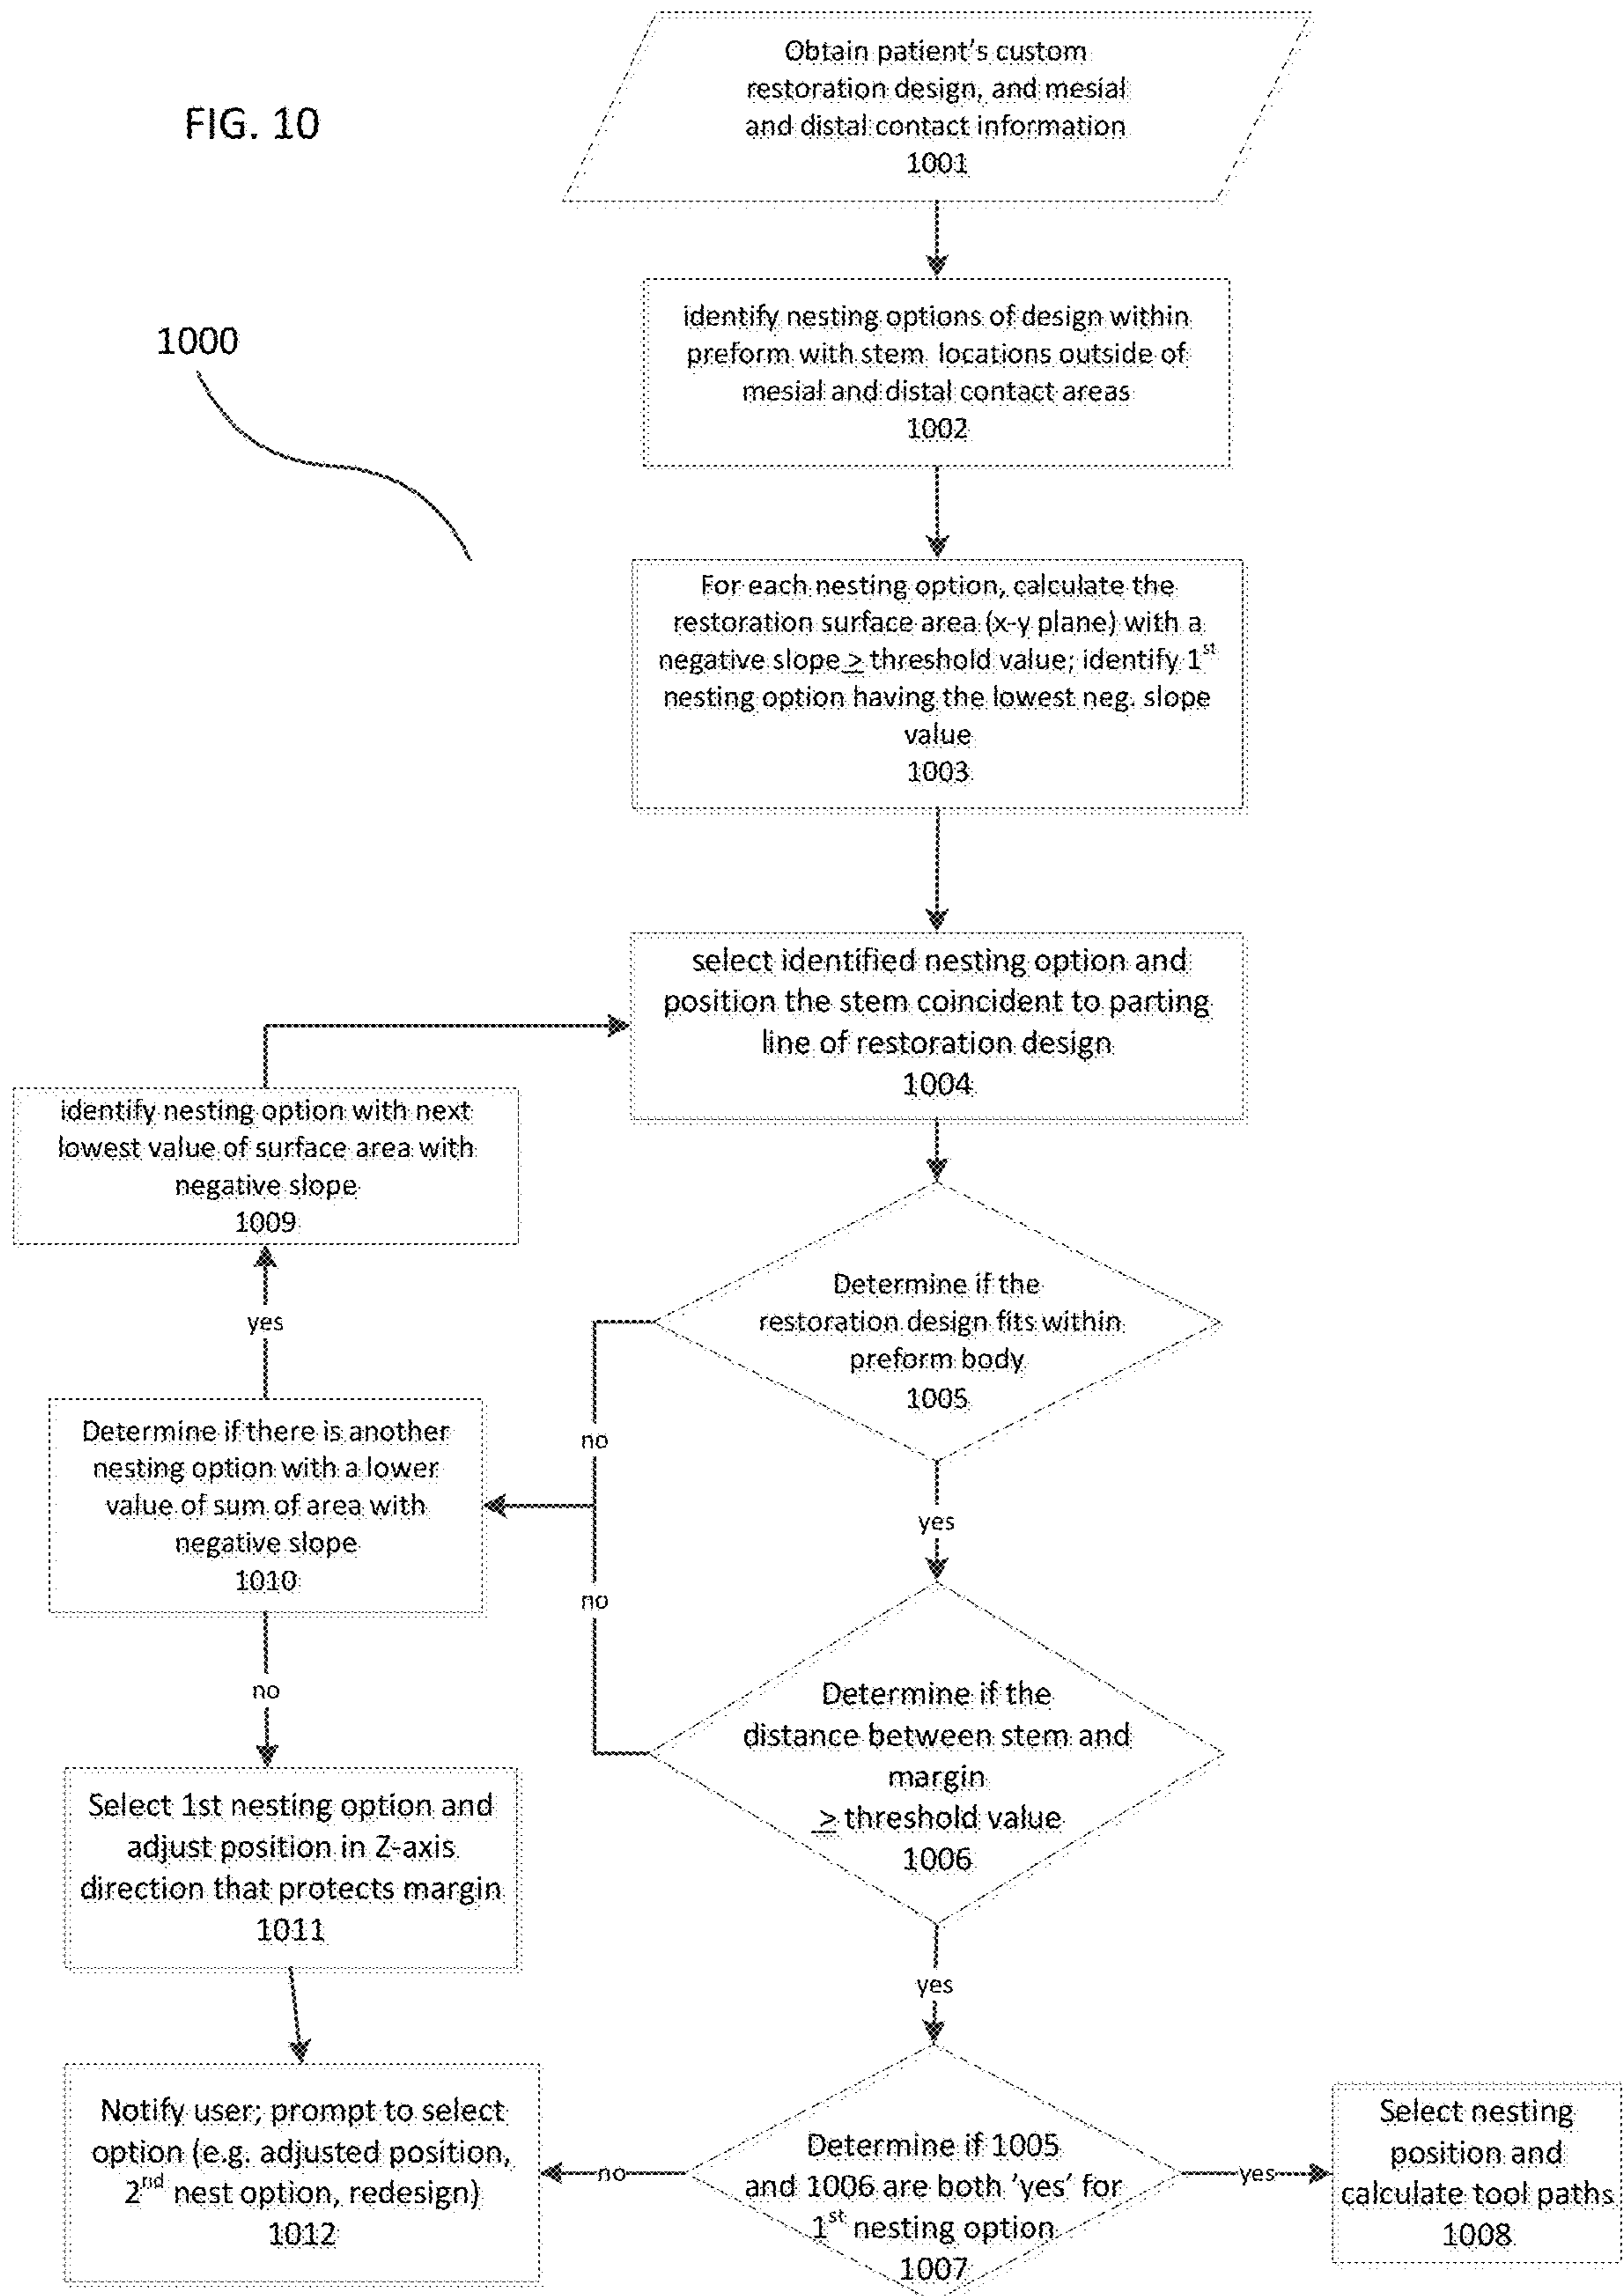 FIG. 10
Obtain patient's custom
restoration design, and mesial
and distal contact information
1001
1000
identify nesting options of design within
preform with stem locations outside of
mesial and distal contact areas
1002
For each nesting option, calculate the
restoration surface area (x-y plane) with a
negative slope ≥ threshold value; identify 1st
nesting option having the lowest neg. slope
value
1003
select identified nesting option and
position the stem coincident to parting
line of restoration design
1004
identify nesting option with next
lowest value of surface area with
negative slope
1009
yes
Determine if the
restoration design fits within
preform body
1005
no
yes
Determine if there is another
nesting option with a lower
value of sum of area with
negative slope
1010
no
no
Determine if the
distance between stem and
margin
≥ threshold value
1006
yes
Select 1st nesting option and
adjust position in Z-axis
direction that protects margin
1011
Notify user; prompt to select
option (e.g. adjusted position,
2nd nest option, redesign)
1012
no
Determine if 1005
and 1006 are both 'yes' for
1st nesting option
1007
yes
Select nesting
position and
calculate tool paths
1008